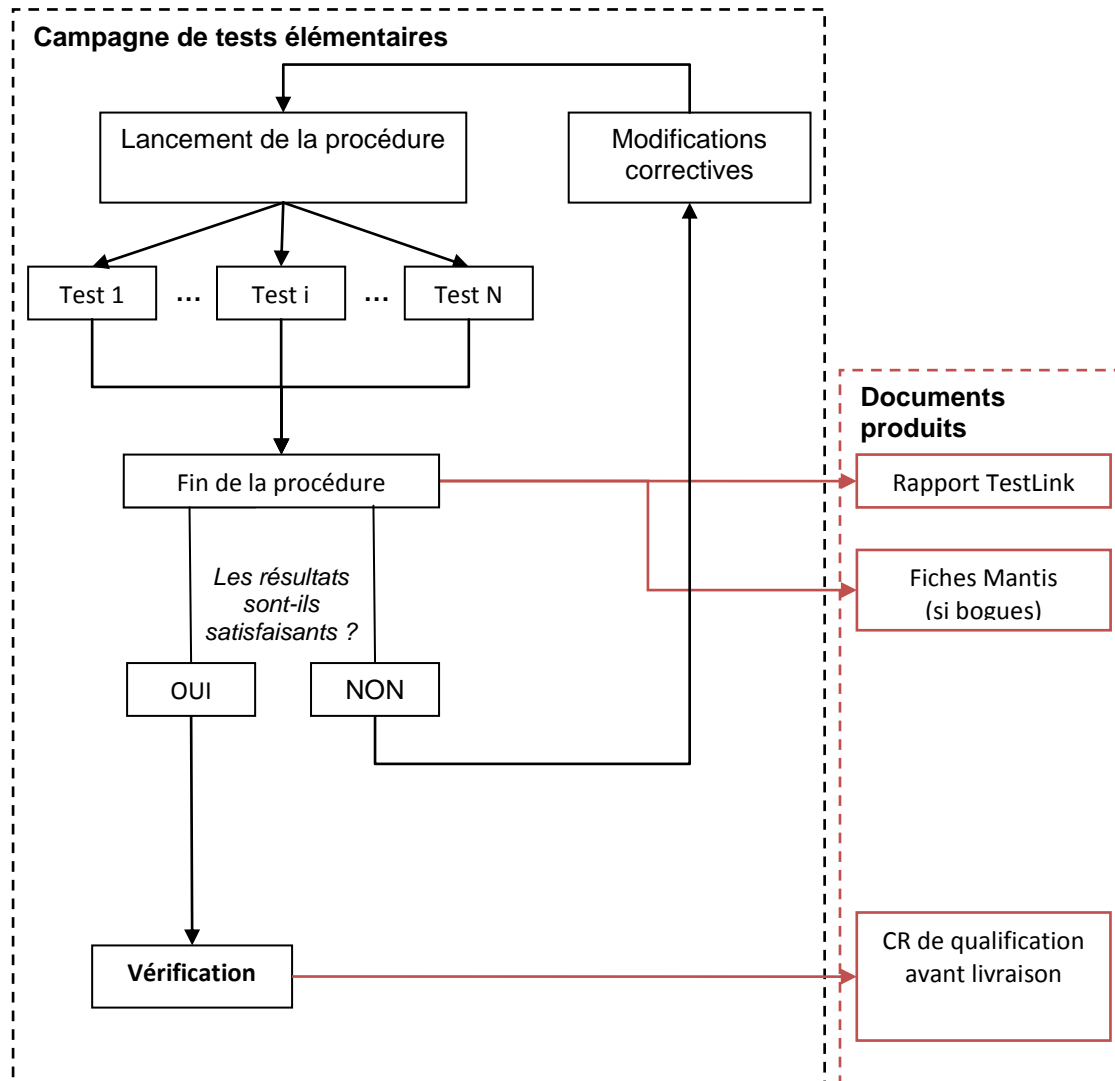 Campagne de tests élémentaires
Lancement de la procédure
Modifications
correctives
Test 1
...
Test i
...
Test N
Documents
produits
Fin de la procédure
Rapport TestLink
Les résultats
sont-ils
satisfaisants ?
Fiches Mantis
(si bogues)
OUI
NON
Vérification
CR de qualification
avant livraison